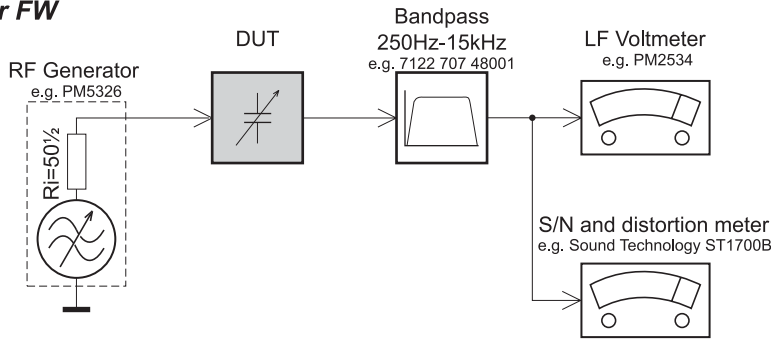 r FW
Bandpass
250Hz-15kHz
e.g. 7122 707 48001
DUT
LF Voltmeter
e.g. PM2534
RF Generator
e.g. PM5326
Ri=50½
S/N and distortion meter
e.g. Sound Technology ST1700B